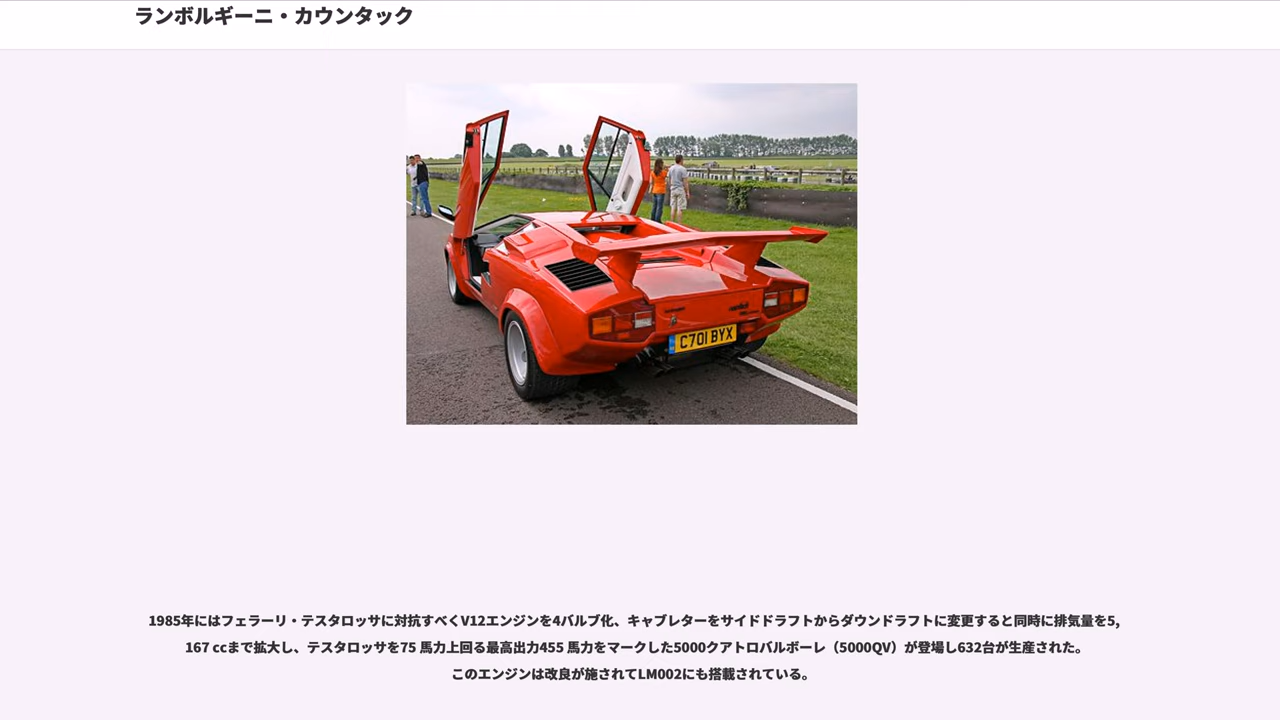 ランボルギーニ・カウンタック
C701 BYX
1985年にはフェラーリ・テスタロッサに対抗すべくV12エンジンを4バルブ化、キャブレターをサイドドラフトからダウンドラフトに変更すると同時に排気量を5,
167 ccまで拡大し、テスタロッサを75 馬力上回る最高出力455 馬力をマークした5000クアトロバルボーレ（5000QV）が登場し632台が生産された。
このエンジンは改良が施されてLM002にも搭載されている。